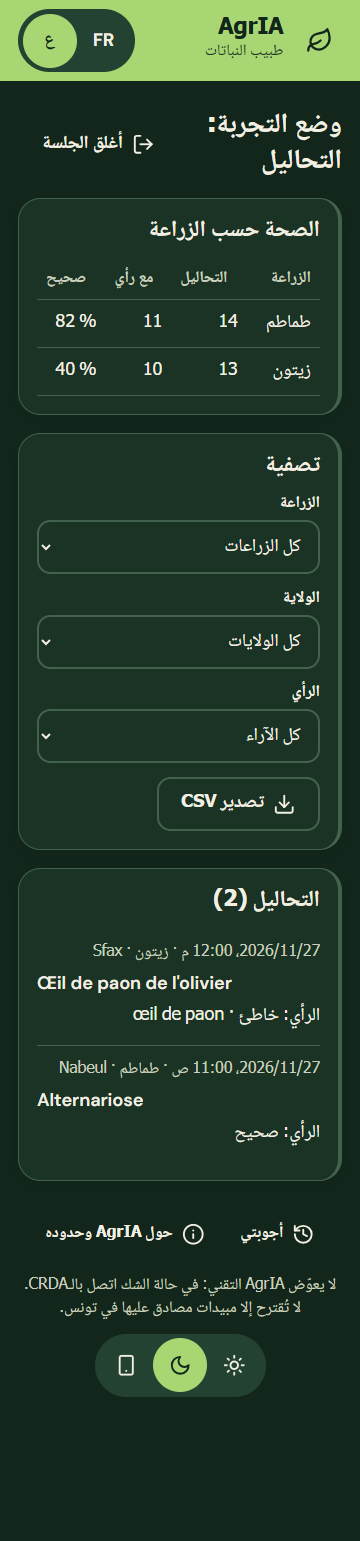 AgrIA
طبيب النباتات
FR
ع
وضع التجربة:
التحاليل
أغلق الجلسة
الصحة حسب الزراعة
الزراعة التحاليل مع رأي صحيح
طماطم 14 11 82 %
زيتون 13 10 40 %
تصفية
الزراعة
كل الزراعات
الولاية
كل الولايات
الرأي
كل الآراء
تصدير CSV
التحاليل (2)
2026/11/27، 12:00 م · زيتون · Sfax
Œil de paon de l'olivier
الرأي: خاطئ · œil de paon
2026/11/27، 11:00 ص · طماطم · Nabeul
Alternariose
الرأي: صحيح
أجوبتي
حول AgrIA وحدوده
لا يعوّض AgrIA التقني: في حالة الشك اتصل بالـCRDA.
لا تُقترح إلا مبيدات مصادق عليها في تونس.